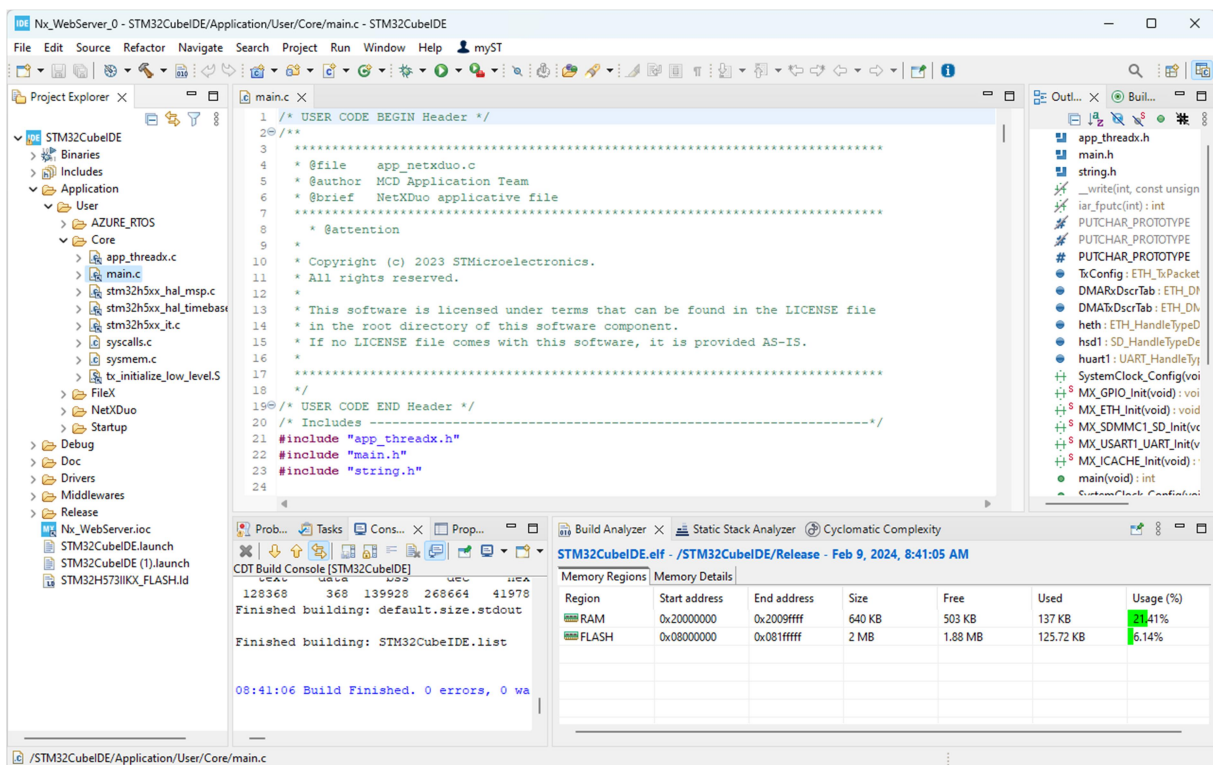 IDE Nx_WebServer_0 - STM32CubeIDE/Application/User/Core/main.c - STM32CubeIDE
File Edit Source Refactor Navigate Search Project Run Window Help myST
Project Explorer
STM32CubeIDE
Binaries
Includes
Application
User
AZURE_RTOS
Core
app_threadx.c
main.c
stm32h5xx_hal_msp.c
stm32h5xx_hal_timebase
stm32h5xx_it.c
syscalls.c
sysmem.c
tx_initialize_low_level.S
FileX
NetXDuo
Startup
Debug
Doc
Drivers
Middlewares
Release
Nx_WebServer.ioc
STM32CubeIDE.launch
STM32CubeIDE (1).launch
STM32H573IIKX_FLASH.ld
main.c
1 /* USER CODE BEGIN Header */
2 /**
3 ******************************************************************************
4 * @file app_netxduo.c
5 * @author MCD Application Team
6 * @brief NetXDuo applicative file
7 ******************************************************************************
8 * @attention
9 *
10 * Copyright (c) 2023 STMicroelectronics.
11 * All rights reserved.
12 *
13 * This software is licensed under terms that can be found in the LICENSE file
14 * in the root directory of this software component.
15 * If no LICENSE file comes with this software, it is provided AS-IS.
16 *
17 ******************************************************************************
18 */
19 /* USER CODE END Header */
20 /* Includes ------------------------------------------------------------------*/
21 #include "app_threadx.h"
22 #include "main.h"
23 #include "string.h"
24
Outl... Buil...
app_threadx.h
main.h
string.h
__write(int, const unsign
iar_fputc(int) : int
PUTCHAR_PROTOTYPE
PUTCHAR_PROTOTYPE
PUTCHAR_PROTOTYPE
TxConfig : ETH_TxPacket
DMARxDscrTab : ETH_DM
DMATxDscrTab : ETH_DM
heth : ETH_HandleTypeD
hsd1 : SD_HandleTypeDe
huart1 : UART_HandleTyp
SystemClock_Config(voi
MX_GPIO_Init(void) : voi
MX_ETH_Init(void) : void
MX_SDMMC1_SD_Init(vo
MX_USART1_UART_Init(v
MX_ICACHE_Init(void) :
main(void) : int
SystemClock_Config(voi
Prob... Tasks Cons... Prop...
CDT Build Console [STM32CubeIDE]
text data bss dec hex
128368 368 139928 268664 41978
Finished building: default.size.stdout
Finished building: STM32CubeIDE.list
08:41:06 Build Finished. 0 errors, 0 wa
Build Analyzer Static Stack Analyzer Cyclomatic Complexity
STM32CubeIDE.elf - /STM32CubeIDE/Release - Feb 9, 2024, 8:41:05 AM
Memory Regions Memory Details
Region Start address End address Size Free Used Usage (%)
RAM 0x20000000 0x2009ffff 640 KB 503 KB 137 KB 21.41%
FLASH 0x08000000 0x081fffff 2 MB 1.88 MB 125.72 KB 6.14%
/STM32CubeIDE/Application/User/Core/main.c